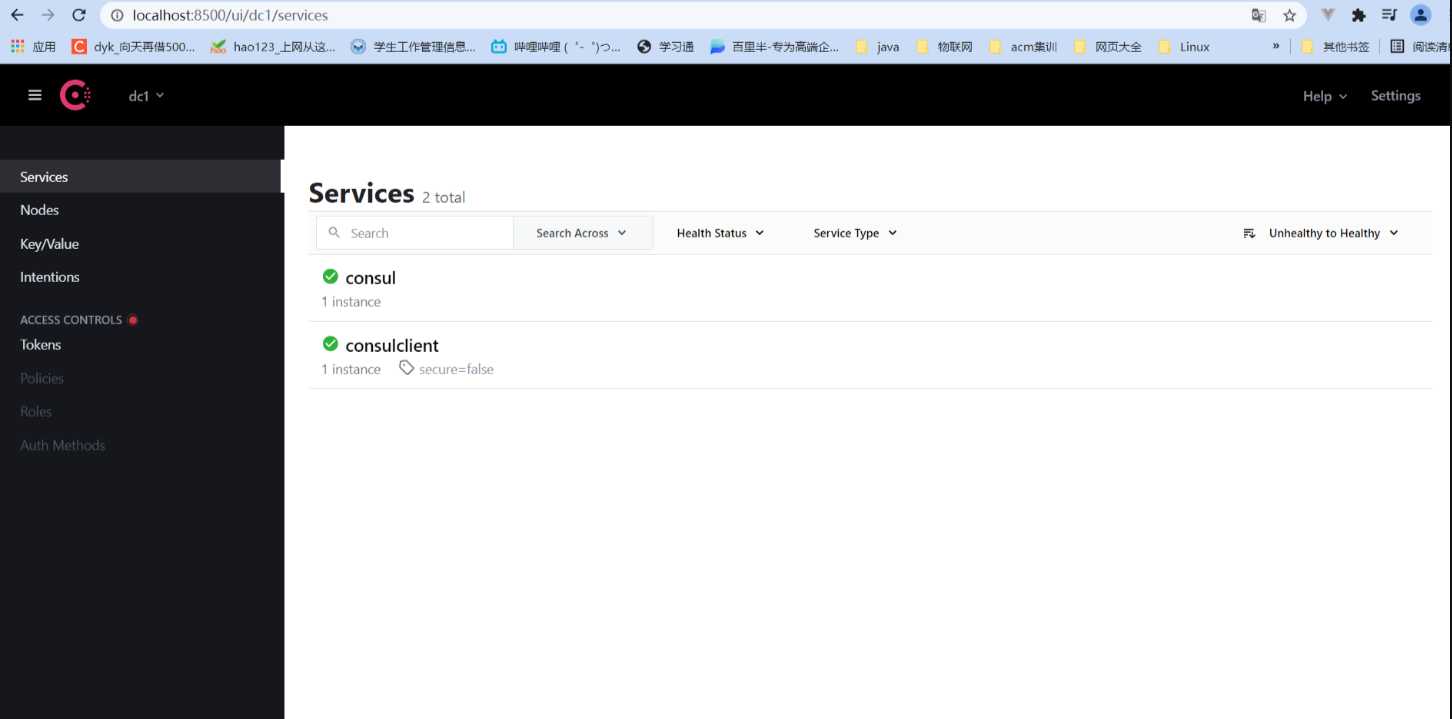 localhost:8500/ui/dc1/services
应用 dyk_向天再借500... hao123_上网从这... 学生工作管理信息... 哔哩哔哩 ( ゜- ゜)つ... 学习通 百里半-专为高端企... java 物联网 acm集训 网页大全 Linux » 其他书签 阅读清单
dc1 Help Settings
Services
Nodes
Key/Value
Intentions
ACCESS CONTROLS
Tokens
Policies
Roles
Auth Methods
Services 2 total
Search Search Across Health Status Service Type Unhealthy to Healthy
consul
1 instance
consulclient
1 instance secure=false